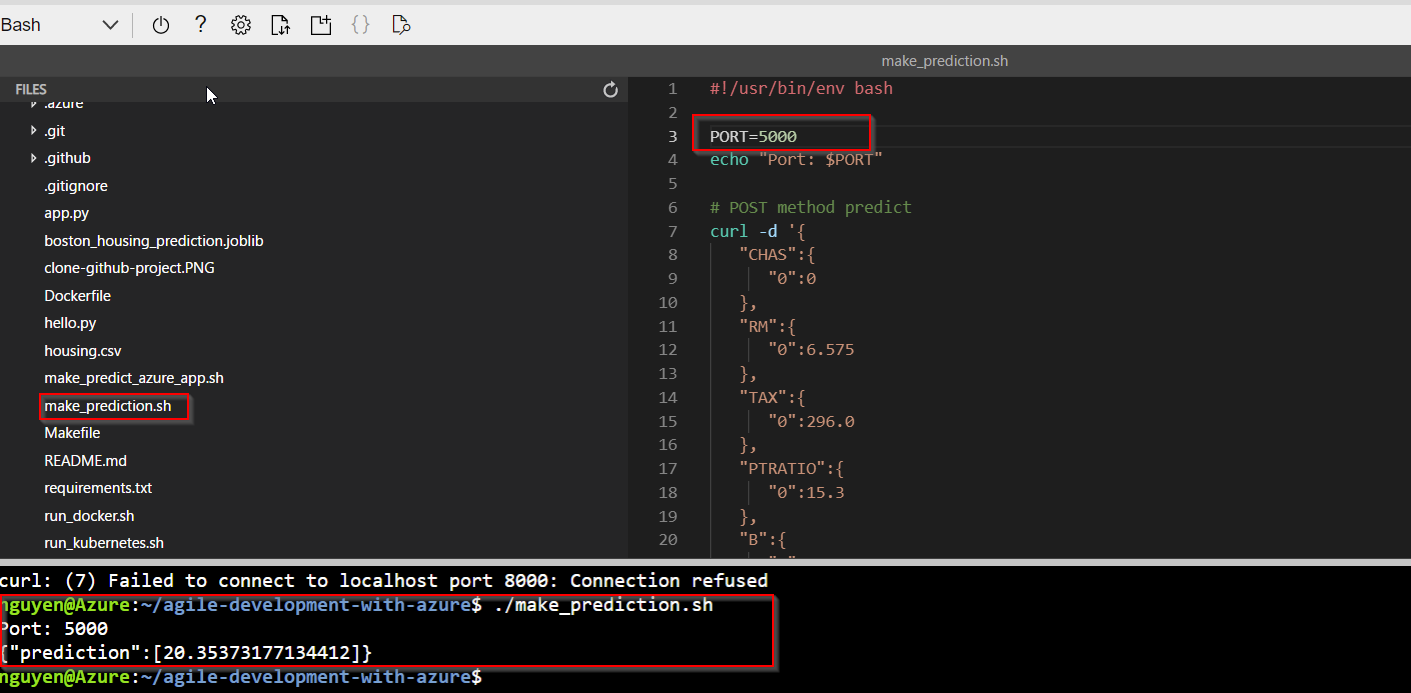 Bash
make_prediction.sh
FILES
.azure
.git
.github
.gitignore
app.py
boston_housing_prediction.joblib
clone-github-project.PNG
Dockerfile
hello.py
housing.csv
make_predict_azure_app.sh
make_prediction.sh
Makefile
README.md
requirements.txt
run_docker.sh
run_kubernetes.sh
1 #!/usr/bin/env bash
2
3 PORT=5000
4 echo "Port: $PORT"
5
6 # POST method predict
7 curl -d '{
8 "CHAS":{
9 "0":0
10 },
11 "RM":{
12 "0":6.575
13 },
14 "TAX":{
15 "0":296.0
16 },
17 "PTRATIO":{
18 "0":15.3
19 },
20 "B":{
curl: (7) Failed to connect to localhost port 8000: Connection refused
nguyen@Azure:~/agile-development-with-azure$ ./make_prediction.sh
Port: 5000
{"prediction":[20.35373177134412]}
nguyen@Azure:~/agile-development-with-azure$